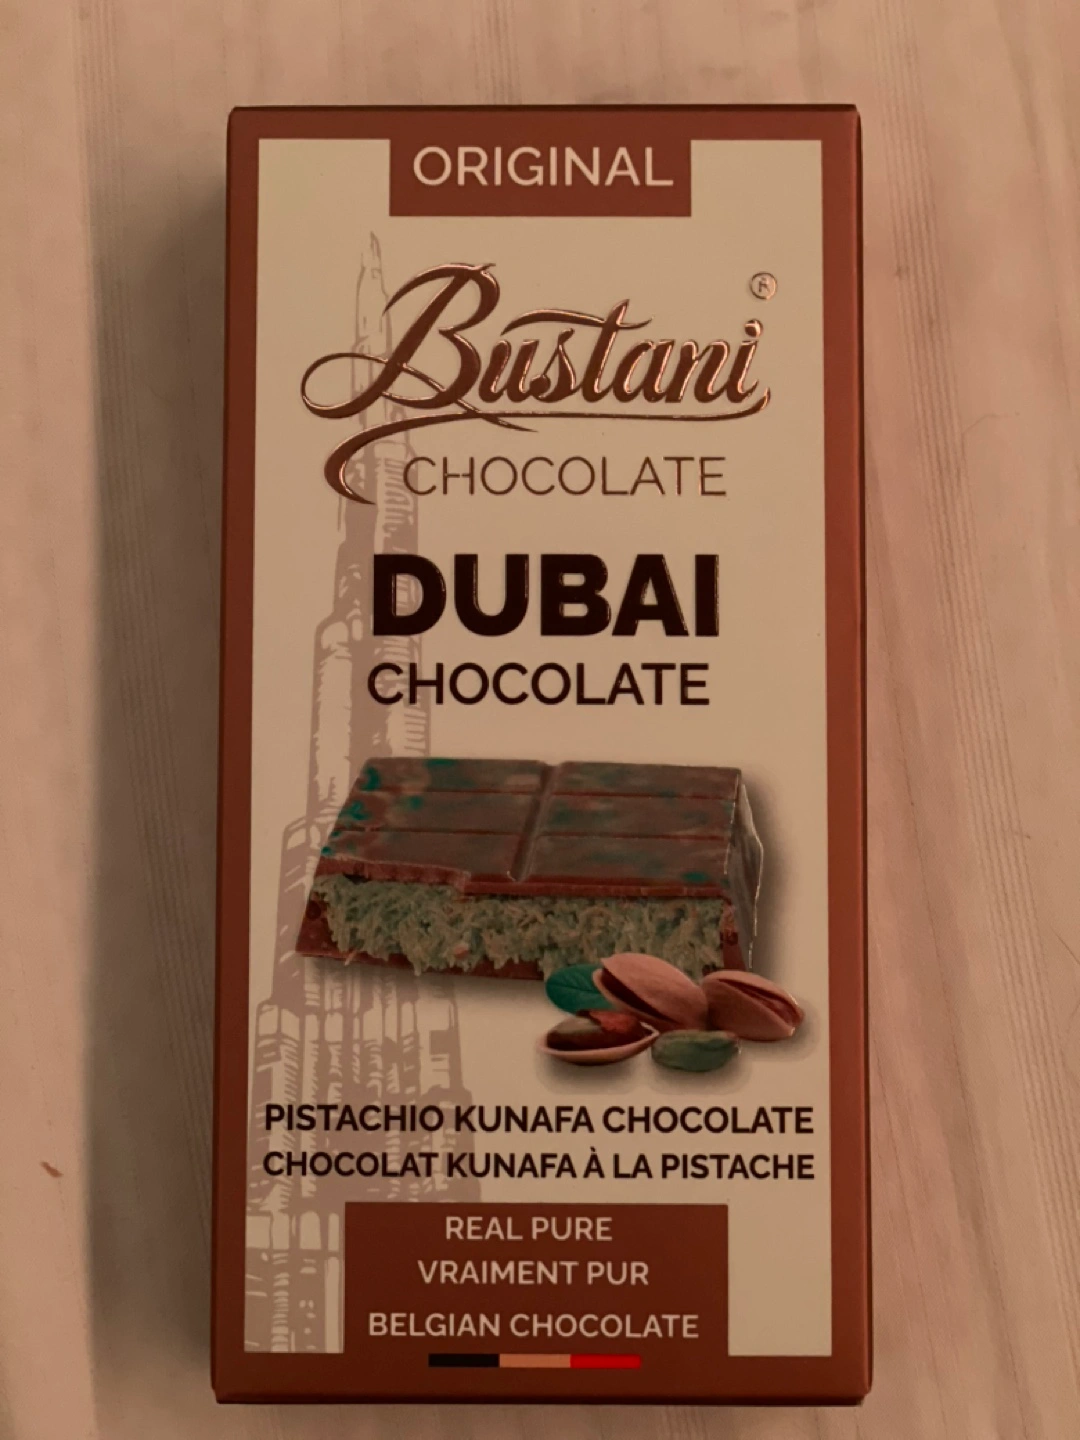 ORIGINAL
Bustani®
CHOCOLATE
DUBAI
CHOCOLATE
PISTACHIO KUNAFA CHOCOLATE
CHOCOLAT KUNAFA À LA PISTACHE
REAL PURE
VRAIMENT PUR
BELGIAN CHOCOLATE